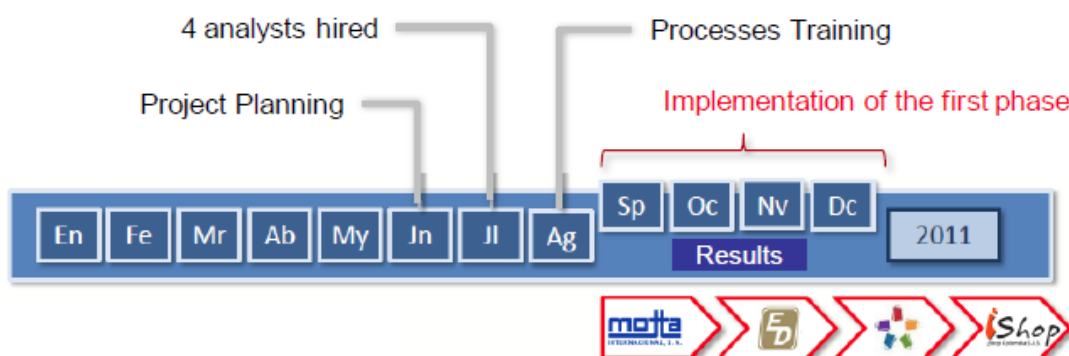 4 analysts hired
Processes Training
Project Planning
Implementation of the first phase
Sp Oc Nv Dc
En Fe Mr Ab My Jn Jl Ag
2011
Results
motta
INTERNATIONAL, S.A.
ED
iShop